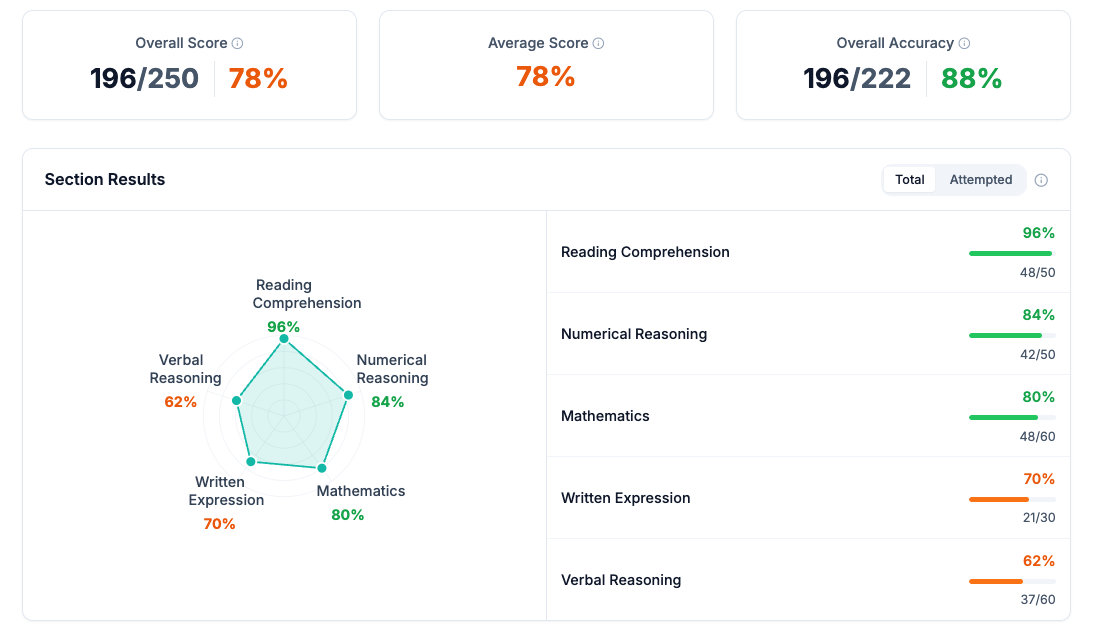 Overall Score
196/250 78%
Average Score
78%
Overall Accuracy
196/222 88%
Section Results
Total Attempted
Reading
Comprehension
96%
Numerical
Reasoning
84%
Mathematics
80%
Written
Expression
70%
Verbal
Reasoning
62%
Reading Comprehension
96%
48/50
Numerical Reasoning
84%
42/50
Mathematics
80%
48/60
Written Expression
70%
21/30
Verbal Reasoning
62%
37/60